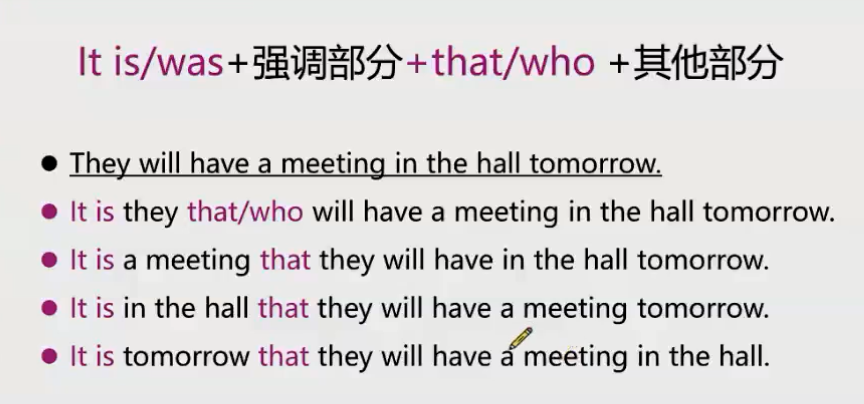 It is/was+强调部分+that/who +其他部分
● They will have a meeting in the hall tomorrow.
● It is they that/who will have a meeting in the hall tomorrow.
● It is a meeting that they will have in the hall tomorrow.
● It is in the hall that they will have a meeting tomorrow.
● It is tomorrow that they will have a meeting in the hall.